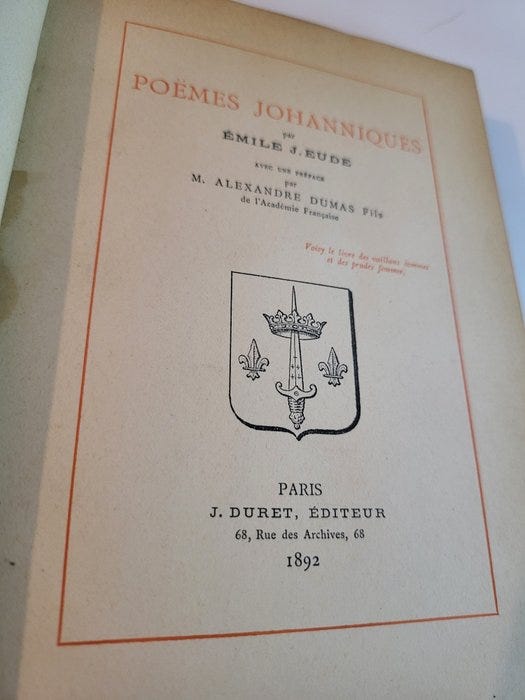 POËMES JOHANNIQUES
par
ÉMILE J. EUDE
AVEC UNE PRÉFACE
par
M. ALEXANDRE DUMAS Fils
de l'Académie Française
Voicy le livre des vaillans hommes
et des prudes femmes.
PARIS
J. DURET, ÉDITEUR
68, Rue des Archives, 68
1892